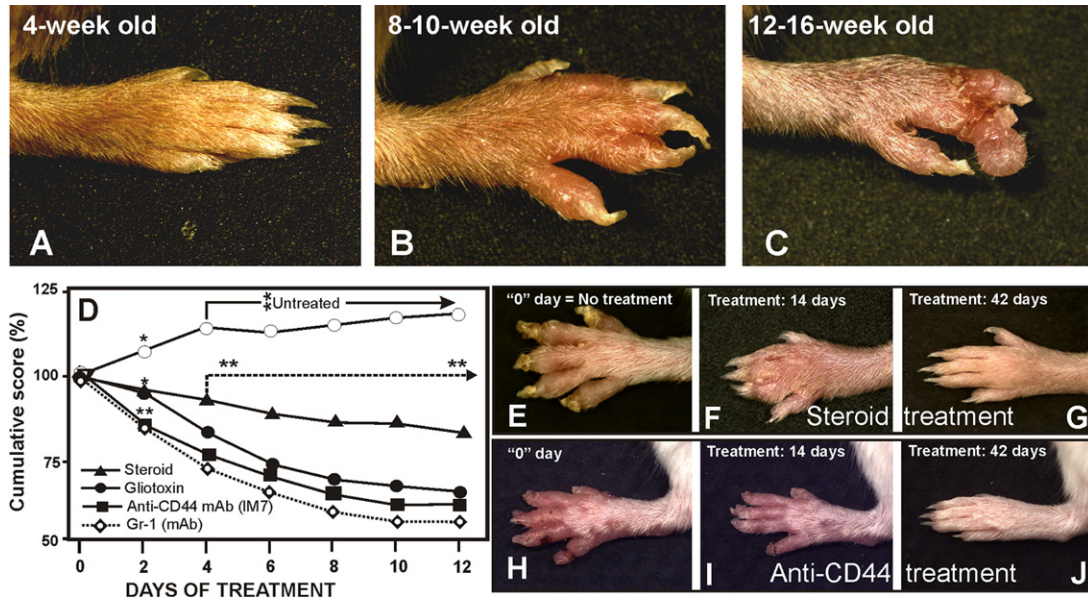 4-week old
8-10-week old
12-16-week old
A
B
C
D
125
100
75
50
Cumulative score (%)
*
**
Untreated
*
**
**
**
Steroid
Gliotoxin
Anti-CD44 mAb (IM7)
Gr-1 (mAb)
0 2 4 6 8 10 12
DAYS OF TREATMENT
“0” day = No treatment
Treatment: 14 days
Treatment: 42 days
E
F
Steroid treatment
G
“0” day
Treatment: 14 days
Treatment: 42 days
H
I
Anti-CD44 treatment
J